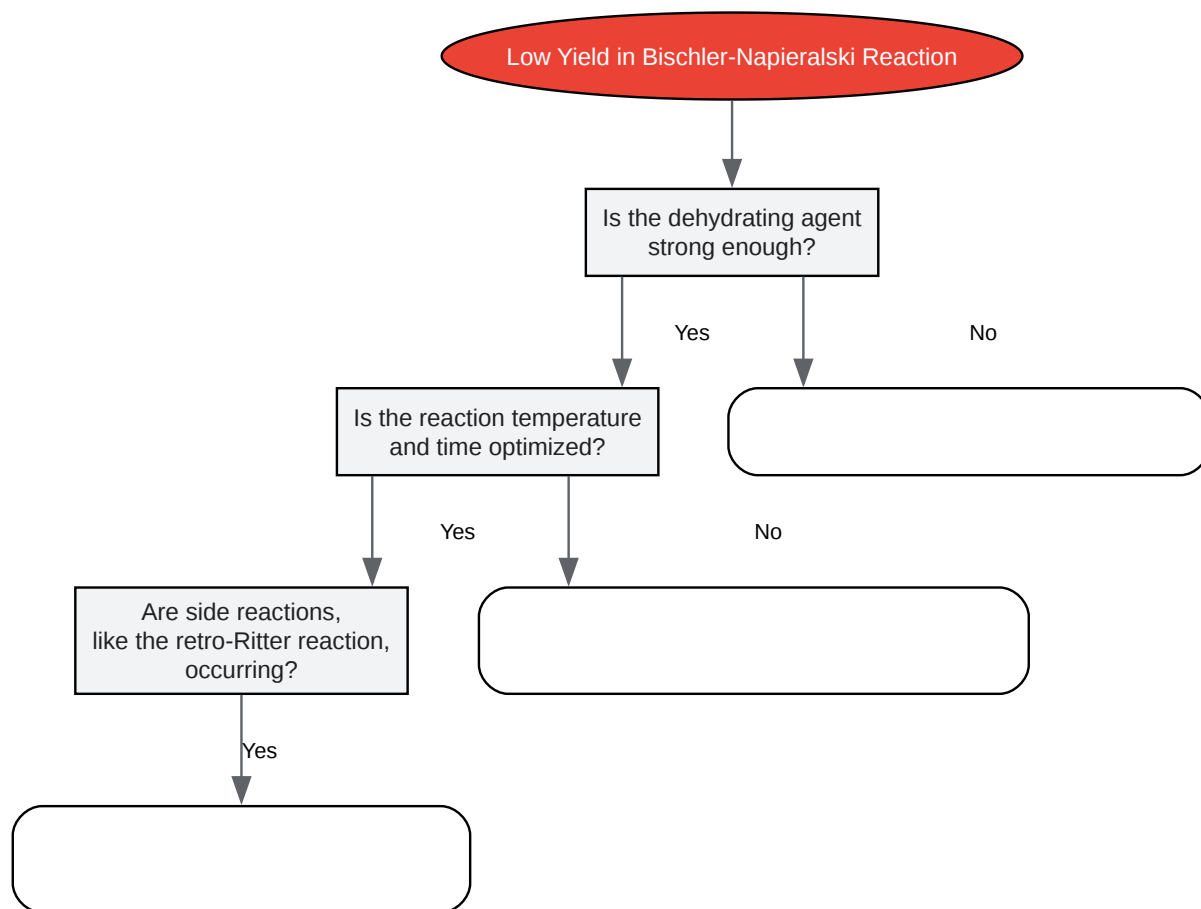 Low Yield in Bischler-Napieralski Reaction
Is the dehydrating agent
strong enough?
Yes
No
Is the reaction temperature
and time optimized?
Yes
No
Are side reactions,
like the retro-Ritter reaction,
occurring?
Yes